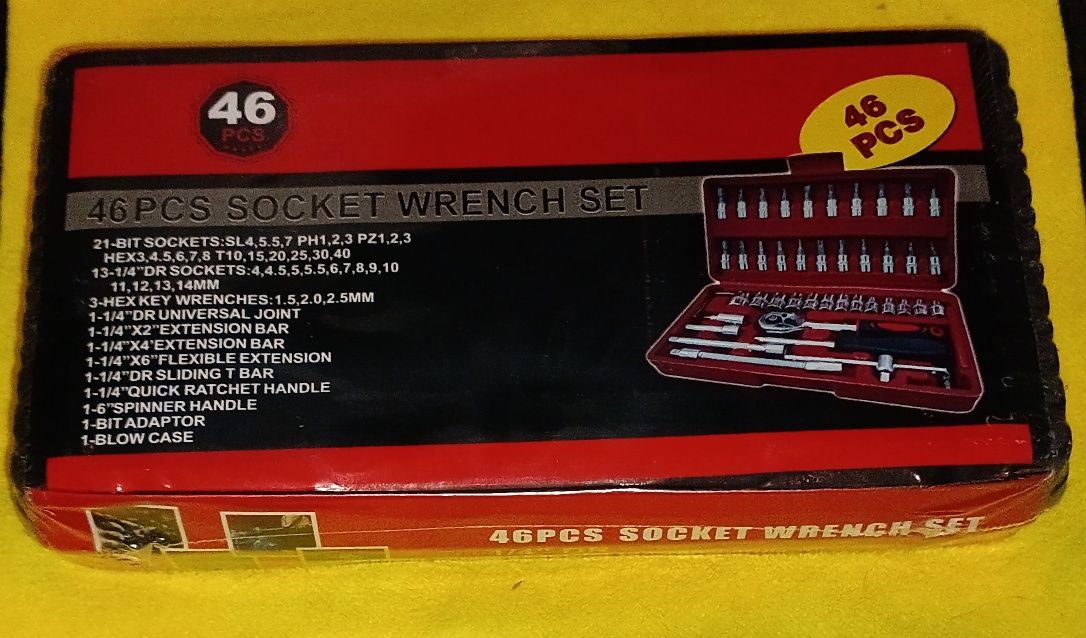 46
PCS
46
PCS
46PCS SOCKET WRENCH SET
21-BIT SOCKETS:SL4,5.5,7 PH1,2,3 PZ1,2,3
HEX3,4.5,6,7,8 T10,15,20,25,30,40
13-1/4”DR SOCKETS:4,4.5,5,5.5,6,7,8,9,10
11,12,13,14MM
3-HEX KEY WRENCHES:1.5,2.0,2.5MM
1-1/4”DR UNIVERSAL JOINT
1-1/4”X2”EXTENSION BAR
1-1/4”X4’EXTENSION BAR
1-1/4”X6”FLEXIBLE EXTENSION
1-1/4”DR SLIDING T BAR
1-1/4”QUICK RATCHET HANDLE
1-6”SPINNER HANDLE
1-BIT ADAPTOR
1-BLOW CASE
46PCS SOCKET WRENCH SET